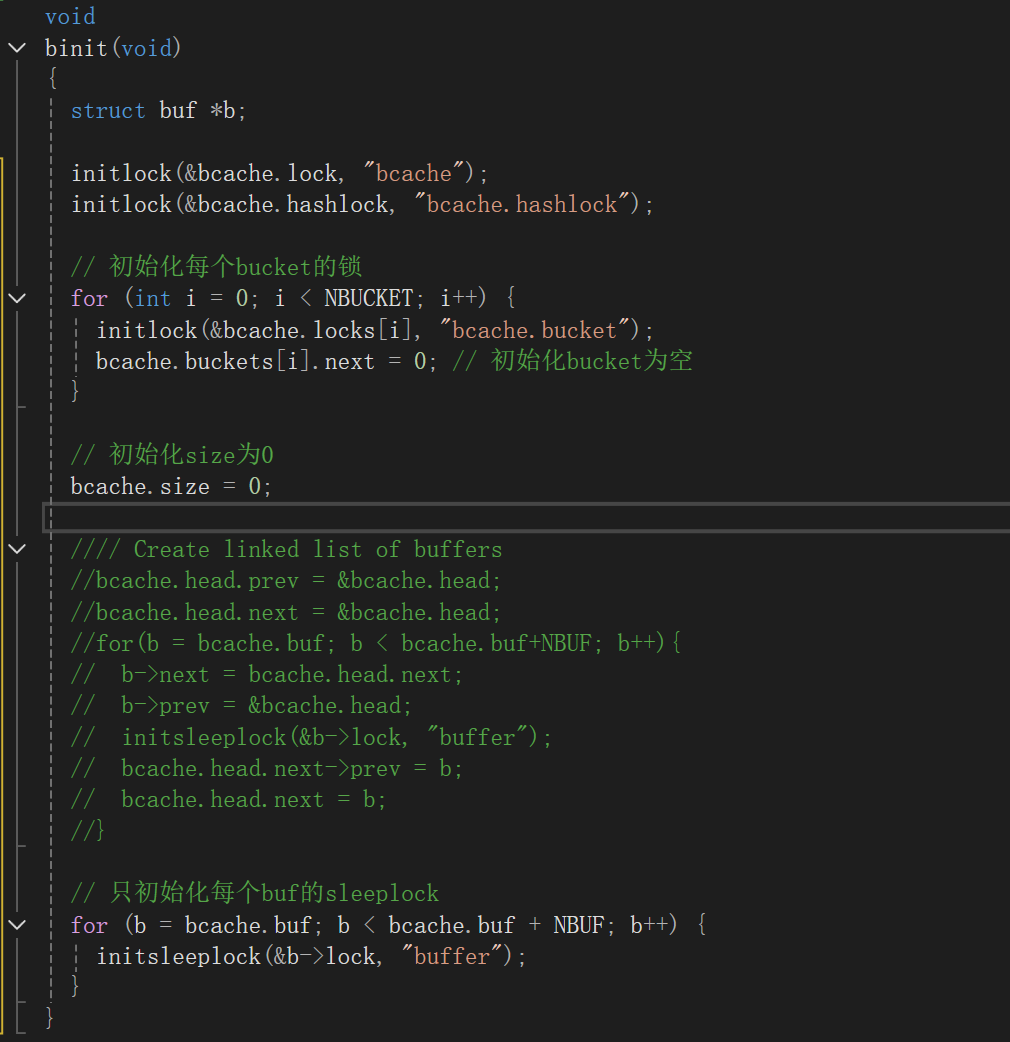 void
binit(void)
{
  struct buf *b;

  initlock(&bcache.lock, "bcache");
  initlock(&bcache.hashlock, "bcache.hashlock");

  // 初始化每个bucket的锁
  for (int i = 0; i < NBUCKET; i++) {
    initlock(&bcache.locks[i], "bcache.bucket");
    bcache.buckets[i].next = 0; // 初始化bucket为空
  }

  // 初始化size为0
  bcache.size = 0;

  //// Create linked list of buffers
  //bcache.head.prev = &bcache.head;
  //bcache.head.next = &bcache.head;
  //for(b = bcache.buf; b < bcache.buf+NBUF; b++){
  //  b->next = bcache.head.next;
  //  b->prev = &bcache.head;
  //  initsleeplock(&b->lock, "buffer");
  //  bcache.head.next->prev = b;
  //  bcache.head.next = b;
  //}

  // 只初始化每个buf的sleeplock
  for (b = bcache.buf; b < bcache.buf + NBUF; b++) {
    initsleeplock(&b->lock, "buffer");
  }
}